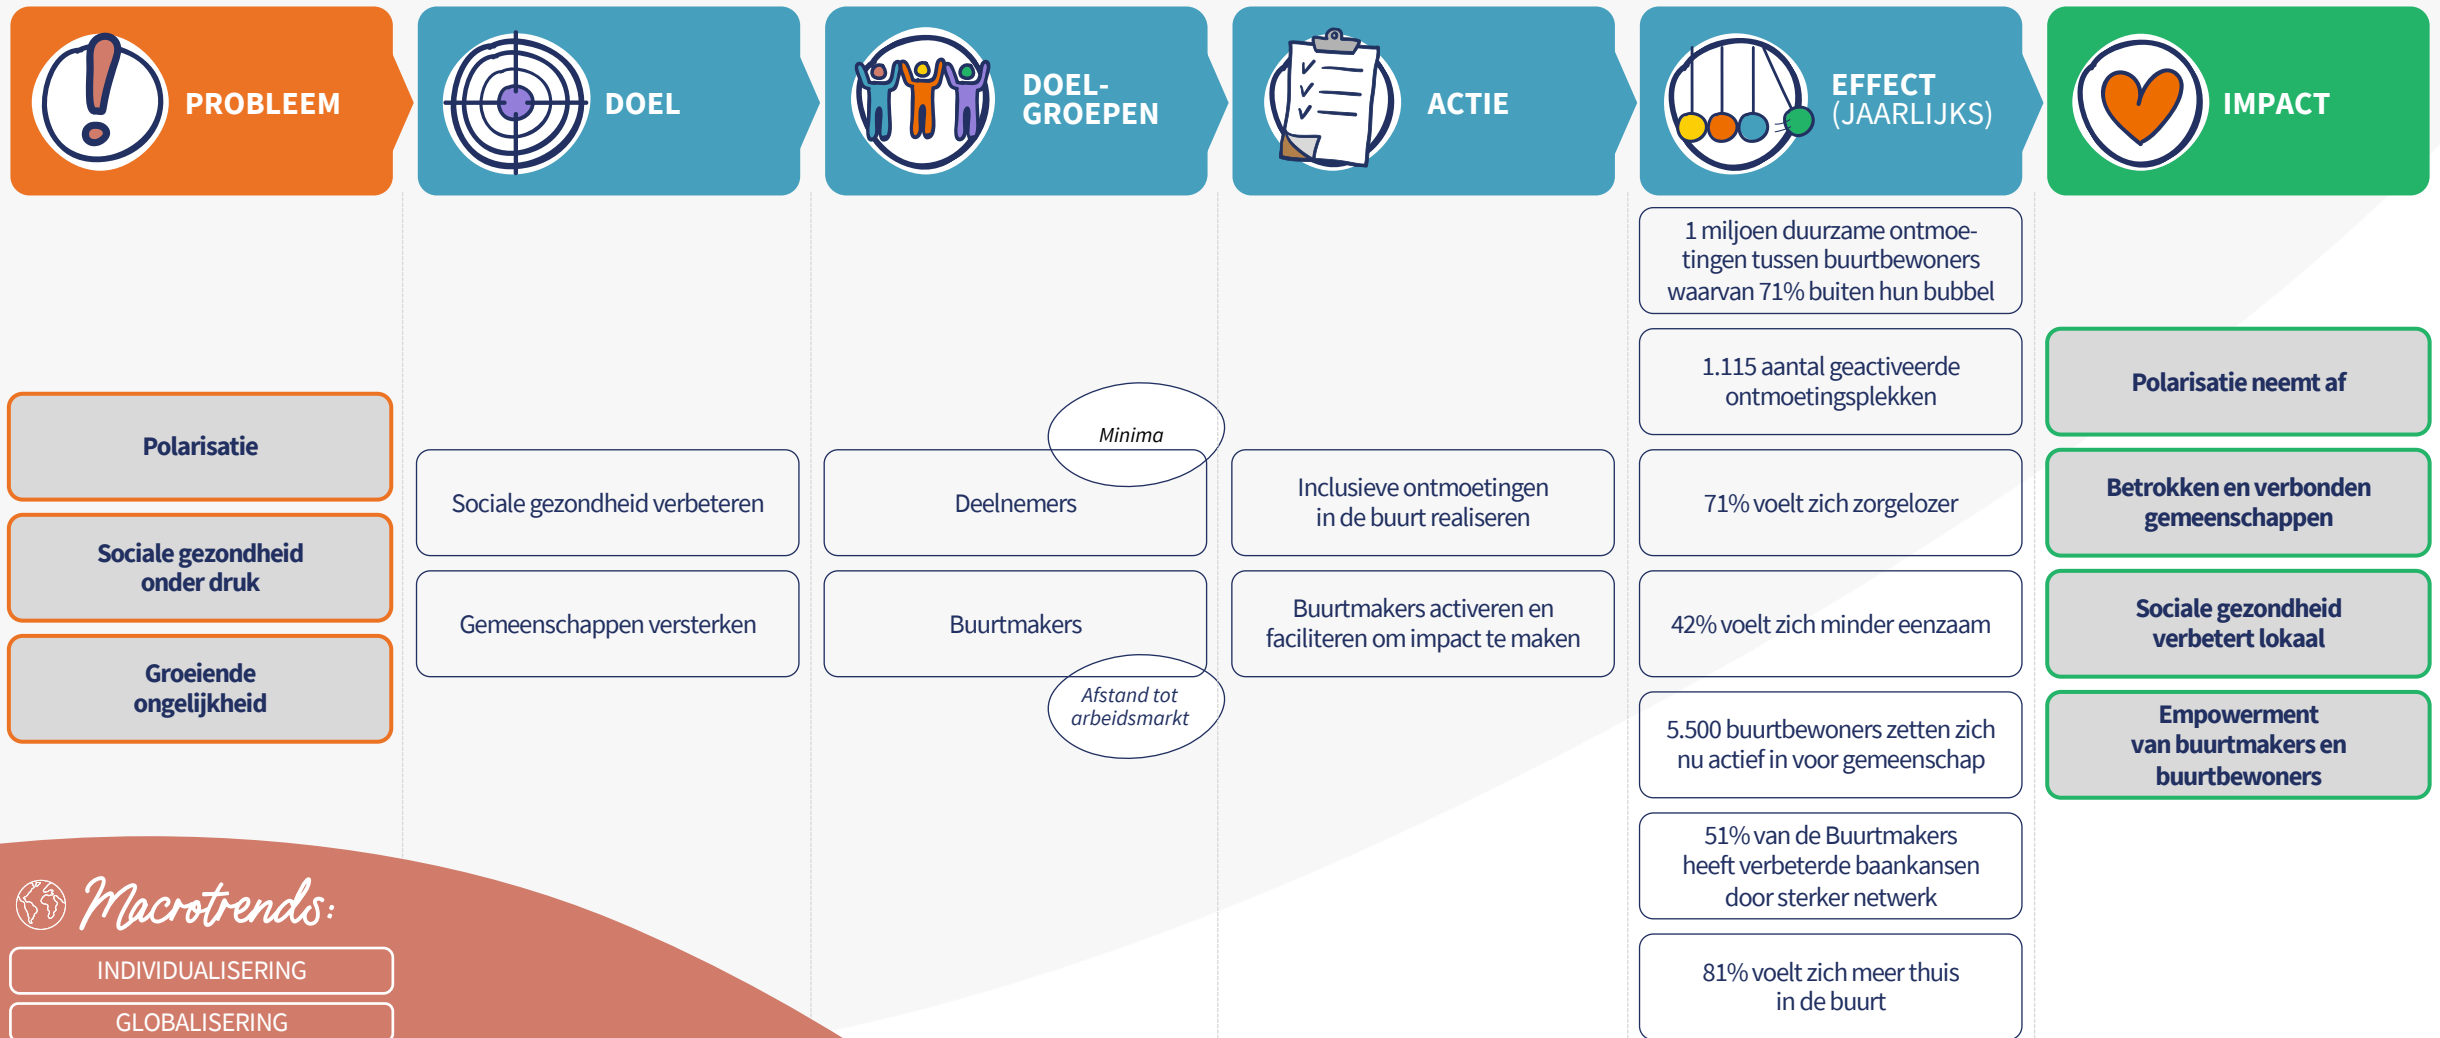 PROBLEEM
DOEL
DOEL-
GROEPEN
ACTIE
EFFECT
(JAARLIJKS)
IMPACT
Polarisatie
Sociale gezondheid
onder druk
Groeiende
ongelijkheid
Sociale gezondheid verbeteren
Gemeenschappen versterken
Minima
Deelnemers
Buurtmakers
Afstand tot
arbeidsmarkt
Inclusieve ontmoetingen
in de buurt realiseren
Buurtmakers activeren en
faciliteren om impact te maken
1 miljoen duurzame ontmoe-
tingen tussen buurtbewoners
waarvan 71% buiten hun bubbel
1.115 aantal geactiveerde
ontmoetingsplekken
71% voelt zich zorgelozer
42% voelt zich minder eenzaam
5.500 buurtbewoners zetten zich
nu actief in voor gemeenschap
51% van de Buurtmakers
heeft verbeterde baankansen
door sterker netwerk
81% voelt zich meer thuis
in de buurt
Polarisatie neemt af
Betrokken en verbonden
gemeenschappen
Sociale gezondheid
verbetert lokaal
Empowerment
van buurtmakers en
buurtbewoners
Macrotrends:
INDIVIDUALISERING
GLOBALISERING